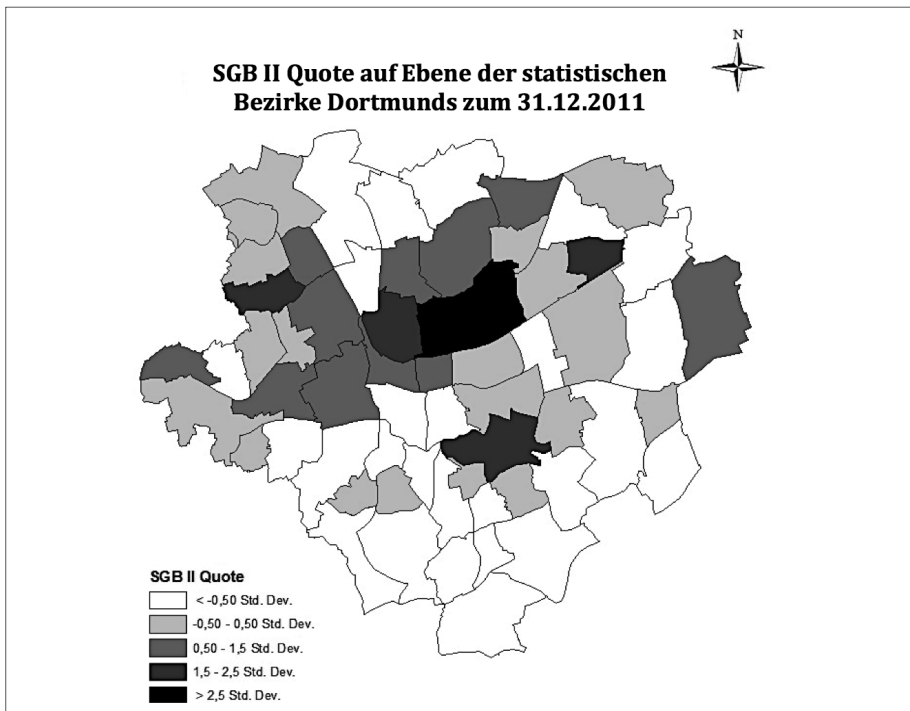 N
SGB II Quote auf Ebene der statistischen
Bezirke Dortmunds zum 31.12.2011
SGB II Quote
< -0,50 Std. Dev.
-0,50 - 0,50 Std. Dev.
0,50 - 1,5 Std. Dev.
1,5 - 2,5 Std. Dev.
> 2,5 Std. Dev.